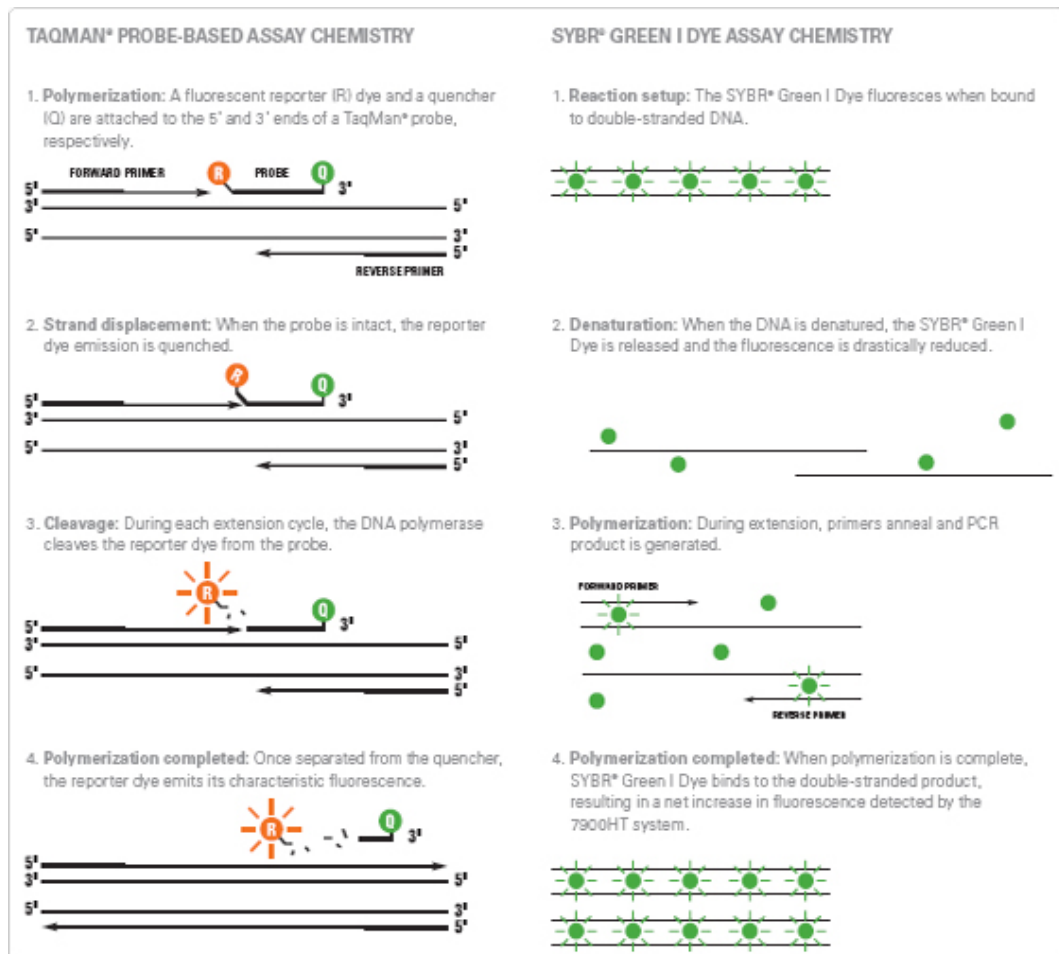 TAQMAN® PROBE-BASED ASSAY CHEMISTRY
1. Polymerization: A fluorescent reporter (R) dye and a quencher
(Q) are attached to the 5' and 3' ends of a TaqMan® probe,
respectively.
FORWARD PRIMER R PROBE Q
5' 3'
3' 5'
5' 3'
5'
REVERSE PRIMER
2. Strand displacement: When the probe is intact, the reporter
dye emission is quenched.
R Q
5' 3'
3' 5'
5' 3'
5'
3. Cleavage: During each extension cycle, the DNA polymerase
cleaves the reporter dye from the probe.
R Q
5' 3'
3' 5'
5' 3'
5'
4. Polymerization completed: Once separated from the quencher,
the reporter dye emits its characteristic fluorescence.
R Q 3'
5'
3' 5'
5' 3'
5'
SYBR® GREEN I DYE ASSAY CHEMISTRY
1. Reaction setup: The SYBR® Green I Dye fluoresces when bound
to double-stranded DNA.
2. Denaturation: When the DNA is denatured, the SYBR® Green I
Dye is released and the fluorescence is drastically reduced.
3. Polymerization: During extension, primers anneal and PCR
product is generated.
FORWARD PRIMER
REVERSE PRIMER
4. Polymerization completed: When polymerization is complete,
SYBR® Green I Dye binds to the double-stranded product,
resulting in a net increase in fluorescence detected by the
7900HT system.